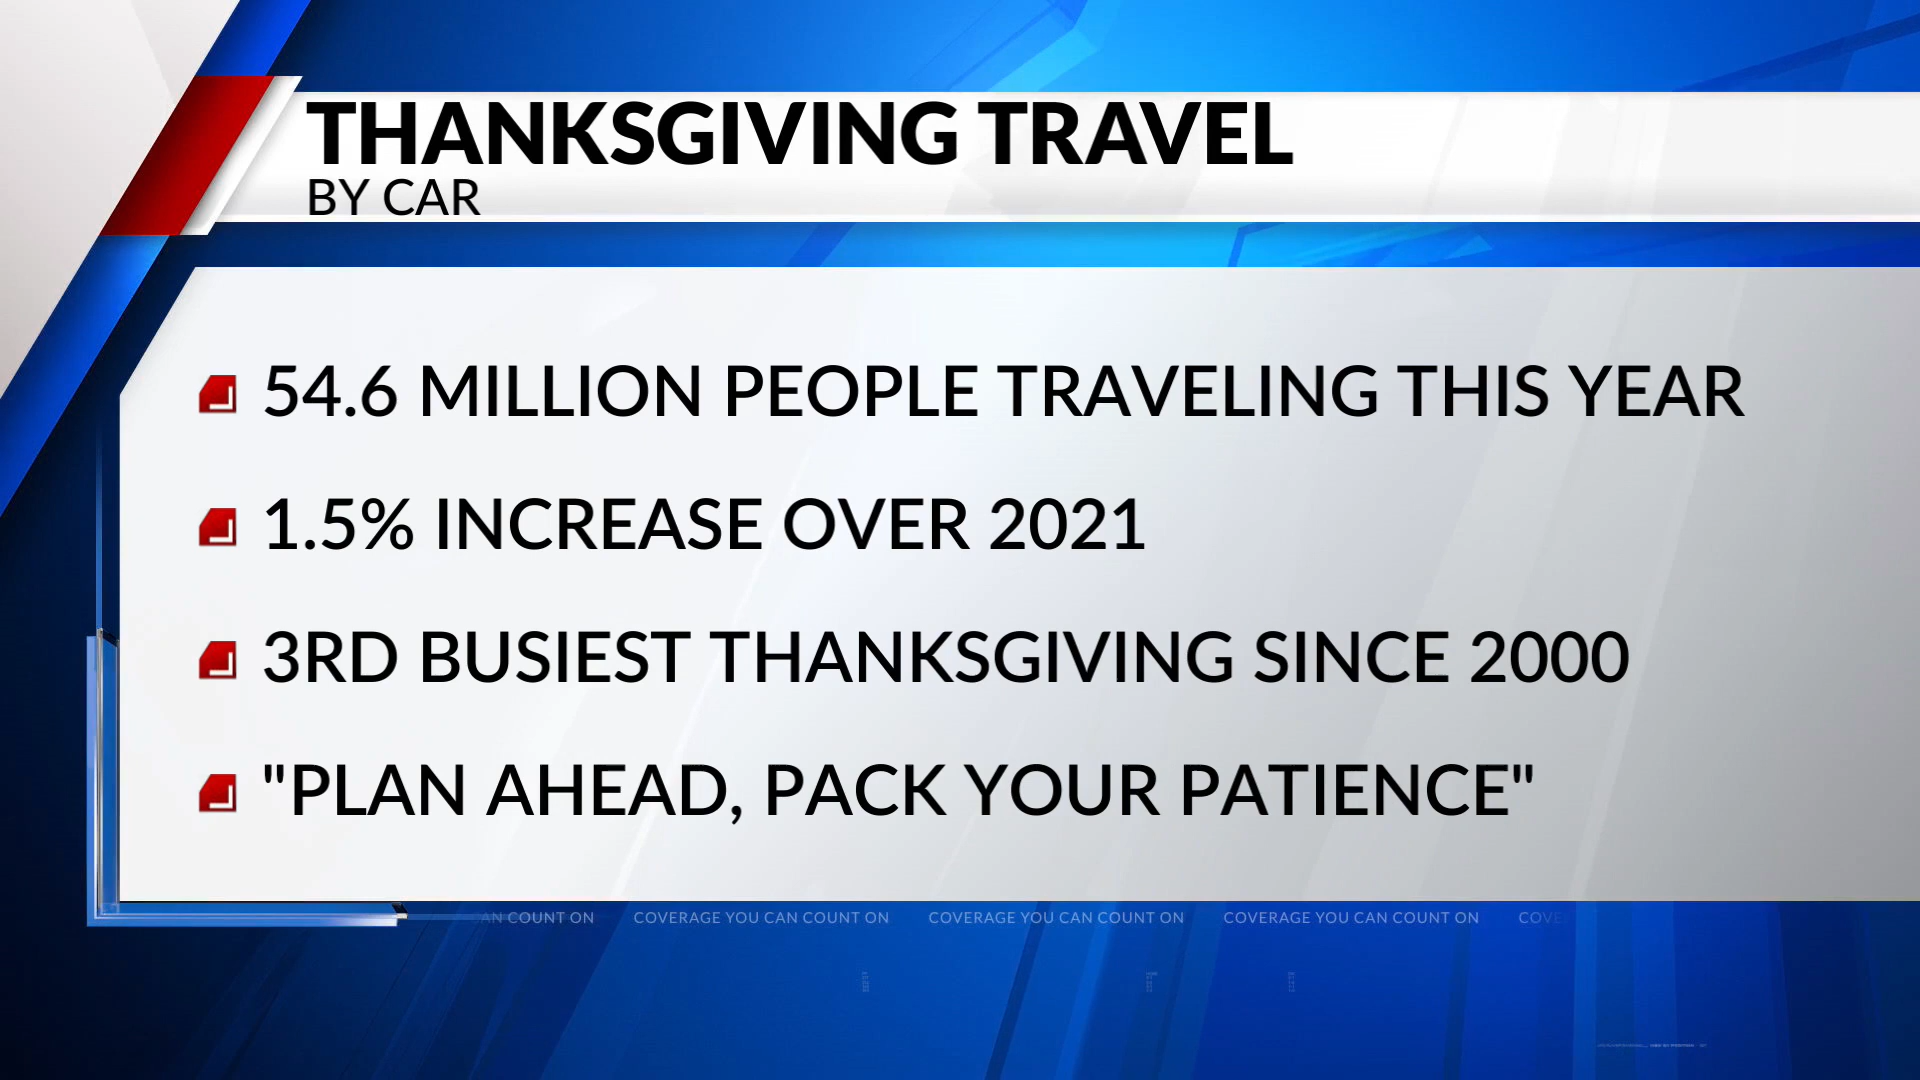 THANKSGIVING TRAVEL
BY CAR
54.6 MILLION PEOPLE TRAVELING THIS YEAR
1.5% INCREASE OVER 2021
3RD BUSIEST THANKSGIVING SINCE 2000
"PLAN AHEAD, PACK YOUR PATIENCE"
AN COUNT ON COVERAGE YOU CAN COUNT ON COVERAGE YOU CAN COUNT ON COVERAGE YOU CAN COUNT ON COVE